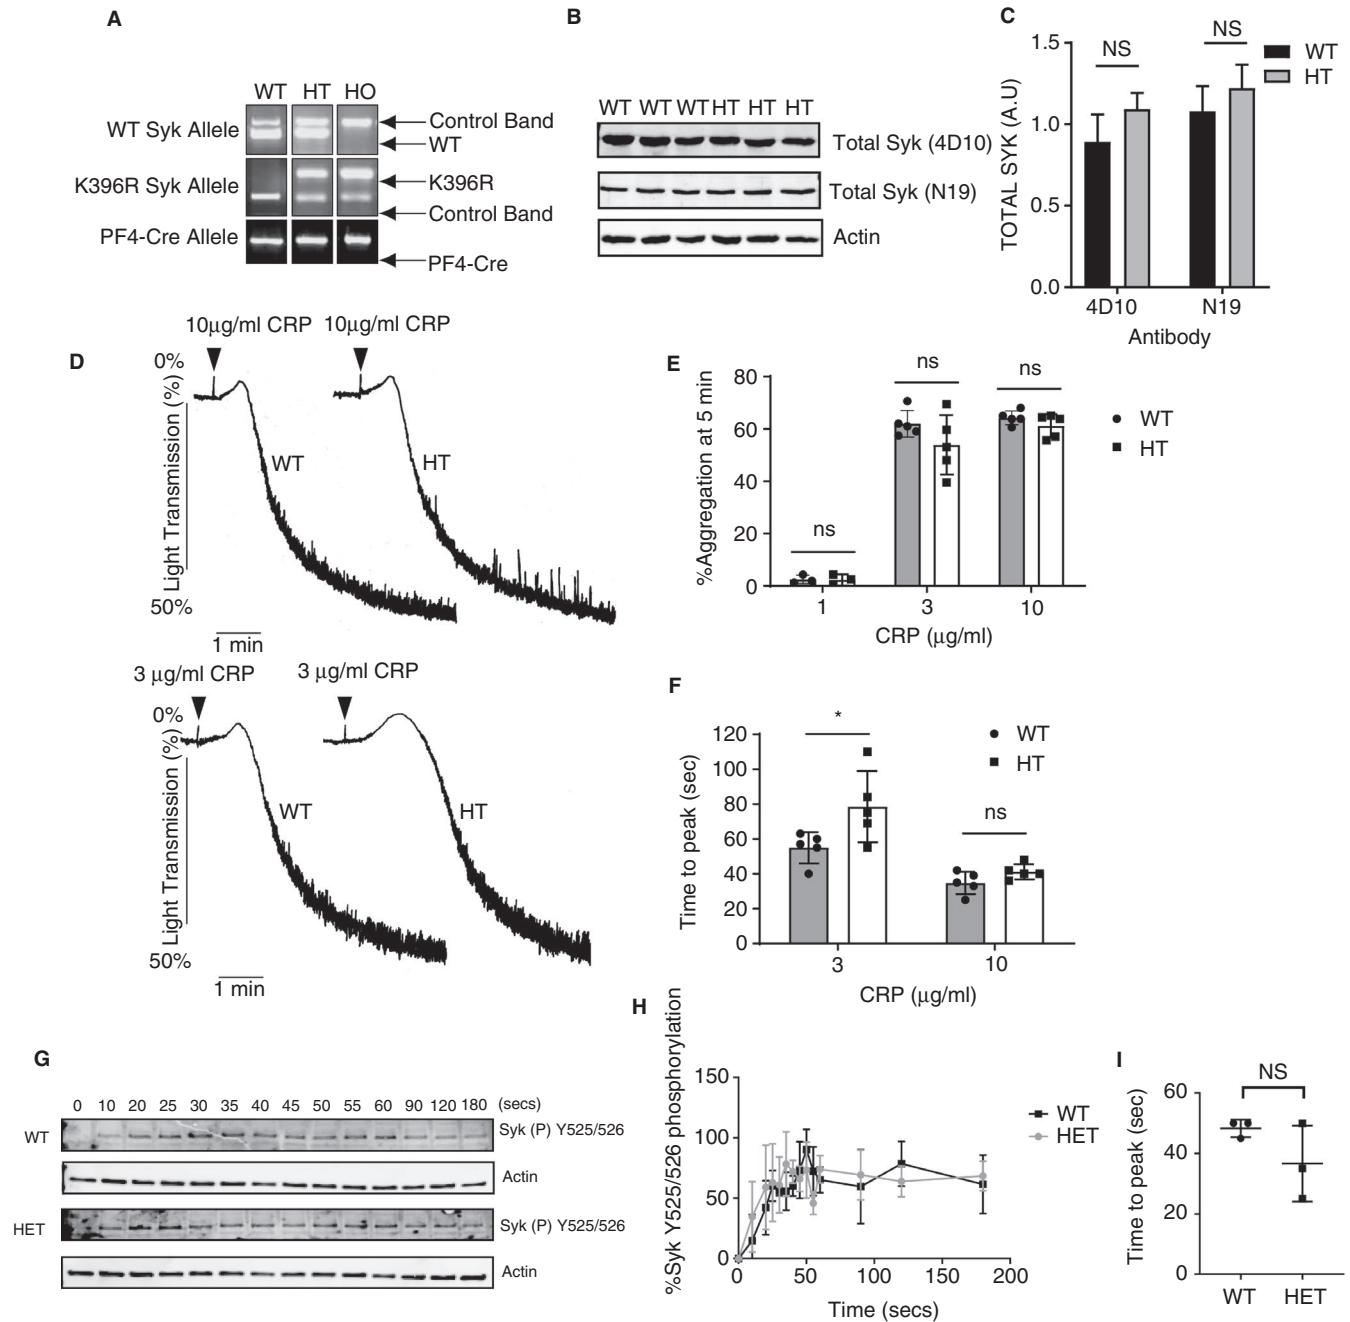 A
WT HT HO
WT Syk Allele
Control Band
WT
K396R Syk Allele
K396R
Control Band
PF4-Cre Allele
PF4-Cre
B
WT WT WT HT HT HT
Total Syk (4D10)
Total Syk (N19)
Actin
C
NS
NS
WT
HT
1.5
1.0
0.5
0.0
TOTAL SYK (A.U)
4D10 N19
Antibody
D
10μg/ml CRP 10μg/ml CRP
0%
Light Transmission (%)
50%
WT
HT
1 min
3 μg/ml CRP 3 μg/ml CRP
0%
Light Transmission (%)
50%
WT
HT
1 min
E
ns
ns
ns
WT
HT
80
60
40
20
0
%Aggregation at 5 min
1 3 10
CRP (μg/ml)
F
*
ns
WT
HT
120
100
80
60
40
20
0
Time to peak (sec)
3 10
CRP (μg/ml)
G
0 10 20 25 30 35 40 45 50 55 60 90 120 180 (secs)
WT
Syk (P) Y525/526
Actin
HET
Syk (P) Y525/526
Actin
H
%Syk Y525/526 phosphorylation
150
100
50
0
0 50 100 150 200
Time (secs)
WT
HET
I
NS
60
40
20
0
Time to peak (sec)
WT HET